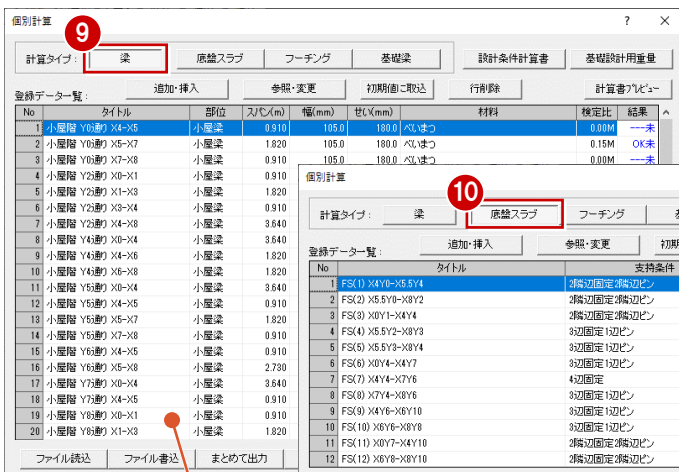 個別計算 ? ×
9
計算タイプ: 梁 底盤スラブ フーチング 基礎梁 設計条件計算書 基礎設計用重量
登録データ一覧: 追加・挿入 参照・変更 初期値に取込 行削除 計算書プレビュー
No タイトル 部位 スパン(m) 幅(mm) せい(mm) 材料 検定比 結果
1 小屋階 Y0通り X4-X5 小屋梁 0.910 105.0 180.0 べいまつ 0.00M ---未
2 小屋階 Y0通り X5-X7 小屋梁 1.820 105.0 180.0 べいまつ 0.15M OK未
3 小屋階 Y0通り X7-X8 小屋梁 0.910 105.0 180.0 べいまつ 0.00M ---未
4 小屋階 Y2通り X0-X1 小屋梁 0.910
5 小屋階 Y2通り X1-X3 小屋梁 1.820
6 小屋階 Y2通り X3-X4 小屋梁 0.910
7 小屋階 Y2通り X4-X8 小屋梁 3.640
8 小屋階 Y4通り X0-X4 小屋梁 3.640
9 小屋階 Y4通り X4-X6 小屋梁 1.820
10 小屋階 Y4通り X6-X8 小屋梁 1.820
11 小屋階 Y5通り X0-X4 小屋梁 3.640
12 小屋階 Y5通り X4-X5 小屋梁 0.910
13 小屋階 Y5通り X5-X7 小屋梁 1.820
14 小屋階 Y5通り X7-X8 小屋梁 0.910
15 小屋階 Y6通り X4-X5 小屋梁 0.910
16 小屋階 Y6通り X5-X8 小屋梁 2.730
17 小屋階 Y7通り X0-X4 小屋梁 3.640
18 小屋階 Y7通り X4-X5 小屋梁 0.910
19 小屋階 Y8通り X0-X1 小屋梁 0.910
20 小屋階 Y8通り X1-X3 小屋梁 1.820
ファイル読込 ファイル書込 まとめて出力
個別計算
10
計算タイプ: 梁 底盤スラブ フーチング
登録データ一覧: 追加・挿入 参照・変更 初期
No タイトル 支持条件
1 FS(1) X4Y0-X5.5Y4 2隣辺固定2隣辺ピン
2 FS(2) X5.5Y0-X8Y2 2隣辺固定2隣辺ピン
3 FS(3) X0Y1-X4Y4 2隣辺固定2隣辺ピン
4 FS(4) X5.5Y2-X8Y3 3辺固定1辺ピン
5 FS(5) X5.5Y3-X8Y4 3辺固定1辺ピン
6 FS(6) X0Y4-X4Y7 3辺固定1辺ピン
7 FS(7) X4Y4-X7Y6 4辺固定
8 FS(8) X7Y4-X8Y6 3辺固定1辺ピン
9 FS(9) X4Y6-X6Y10 3辺固定1辺ピン
10 FS(10) X6Y6-X8Y8 3辺固定1辺ピン
11 FS(11) X0Y7-X4Y10 2隣辺固定2隣辺ピン
12 FS(12) X6Y8-X8Y10 2隣辺固定2隣辺ピン